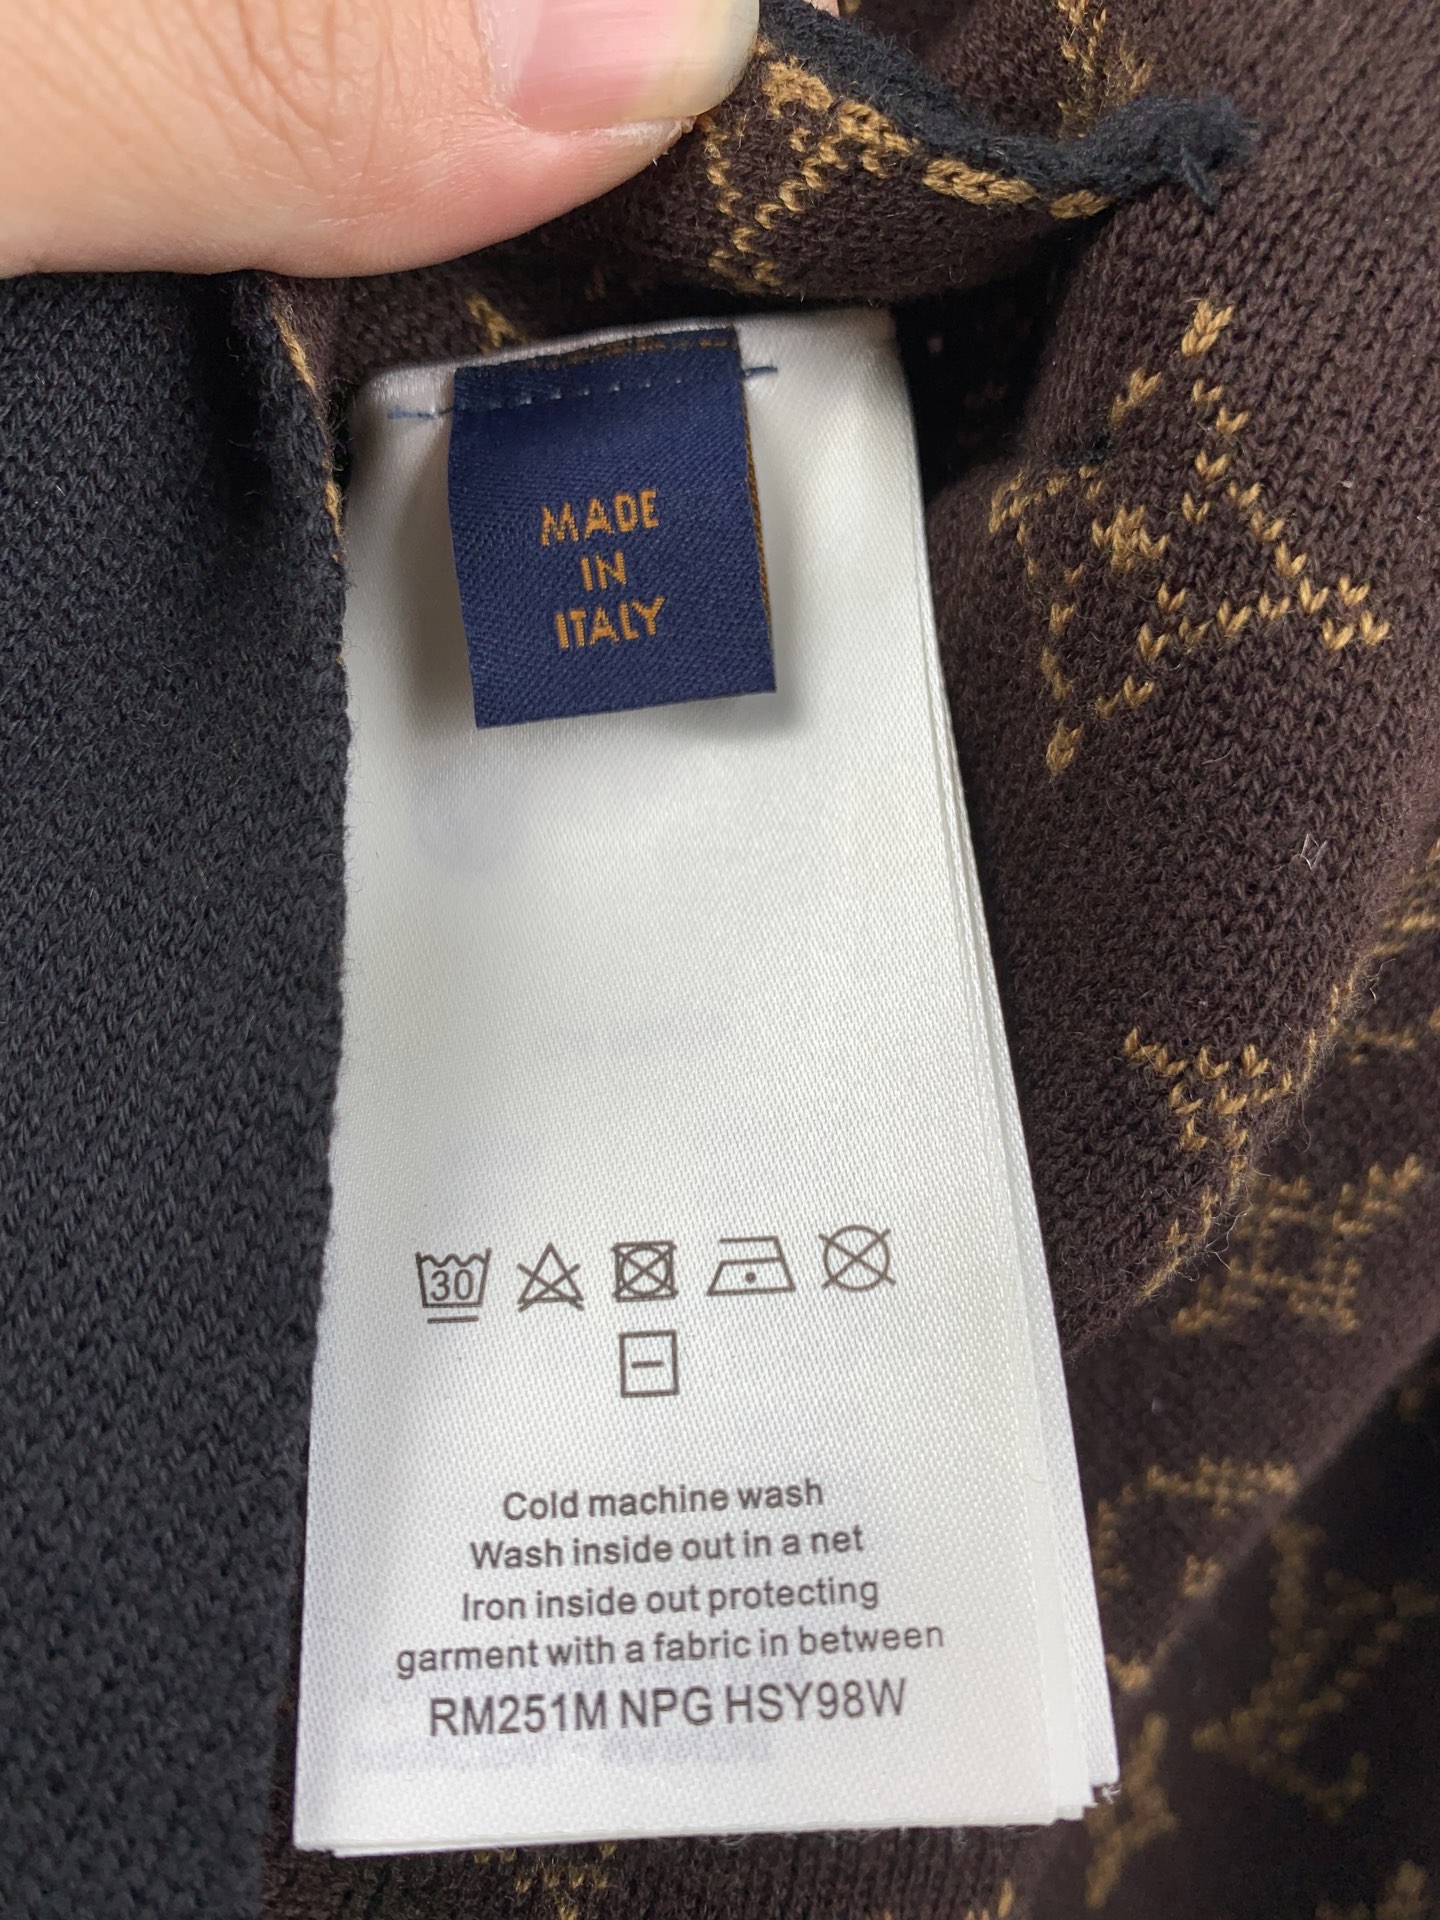 MADE
IN
ITALY
30
Cold machine wash
Wash inside out in a net
Iron inside out protecting
garment with a fabric in between
RM251M NPG HSY98W